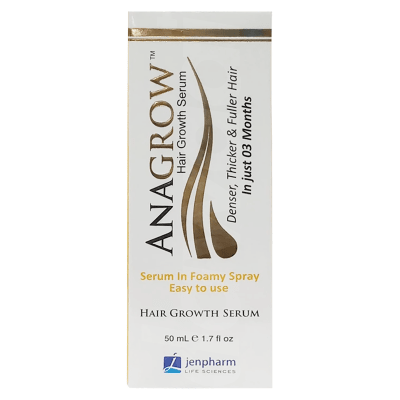 ANAGROW™
Hair Growth Serum
Denser, Thicker & Fuller Hair
In just 03 Months
Serum In Foamy Spray
Easy to use
HAIR GROWTH SERUM
50 mL ℮ 1.7 fl oz
jenpharm
LIFE SCIENCES